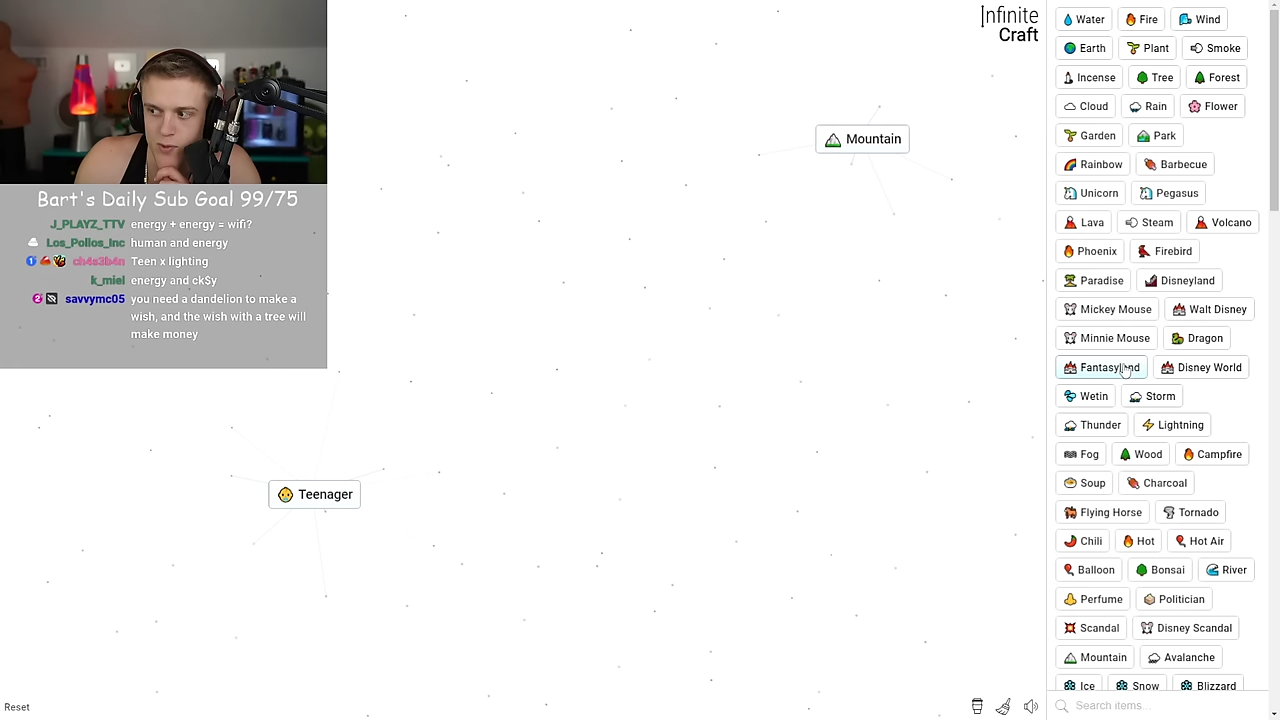 Infinite
Craft
Bart's Daily Sub Goal 99/75
J_PLAYZ_TTV energy + energy = wifi?
Los_Pollos_Inc human and energy
ch4s3b4n Teen x lighting
k_miel energy and ck$y
savvymc05 you need a dandelion to make a
wish, and the wish with a tree will
make money
Mountain
Teenager
Reset
Water Fire Wind
Earth Plant Smoke
Incense Tree Forest
Cloud Rain Flower
Garden Park
Rainbow Barbecue
Unicorn Pegasus
Lava Steam Volcano
Phoenix Firebird
Paradise Disneyland
Mickey Mouse Walt Disney
Minnie Mouse Dragon
Fantasyland Disney World
Wetin Storm
Thunder Lightning
Fog Wood Campfire
Soup Charcoal
Flying Horse Tornado
Chili Hot Hot Air
Balloon Bonsai River
Perfume Politician
Scandal Disney Scandal
Mountain Avalanche
Ice Snow Blizzard
Search items...